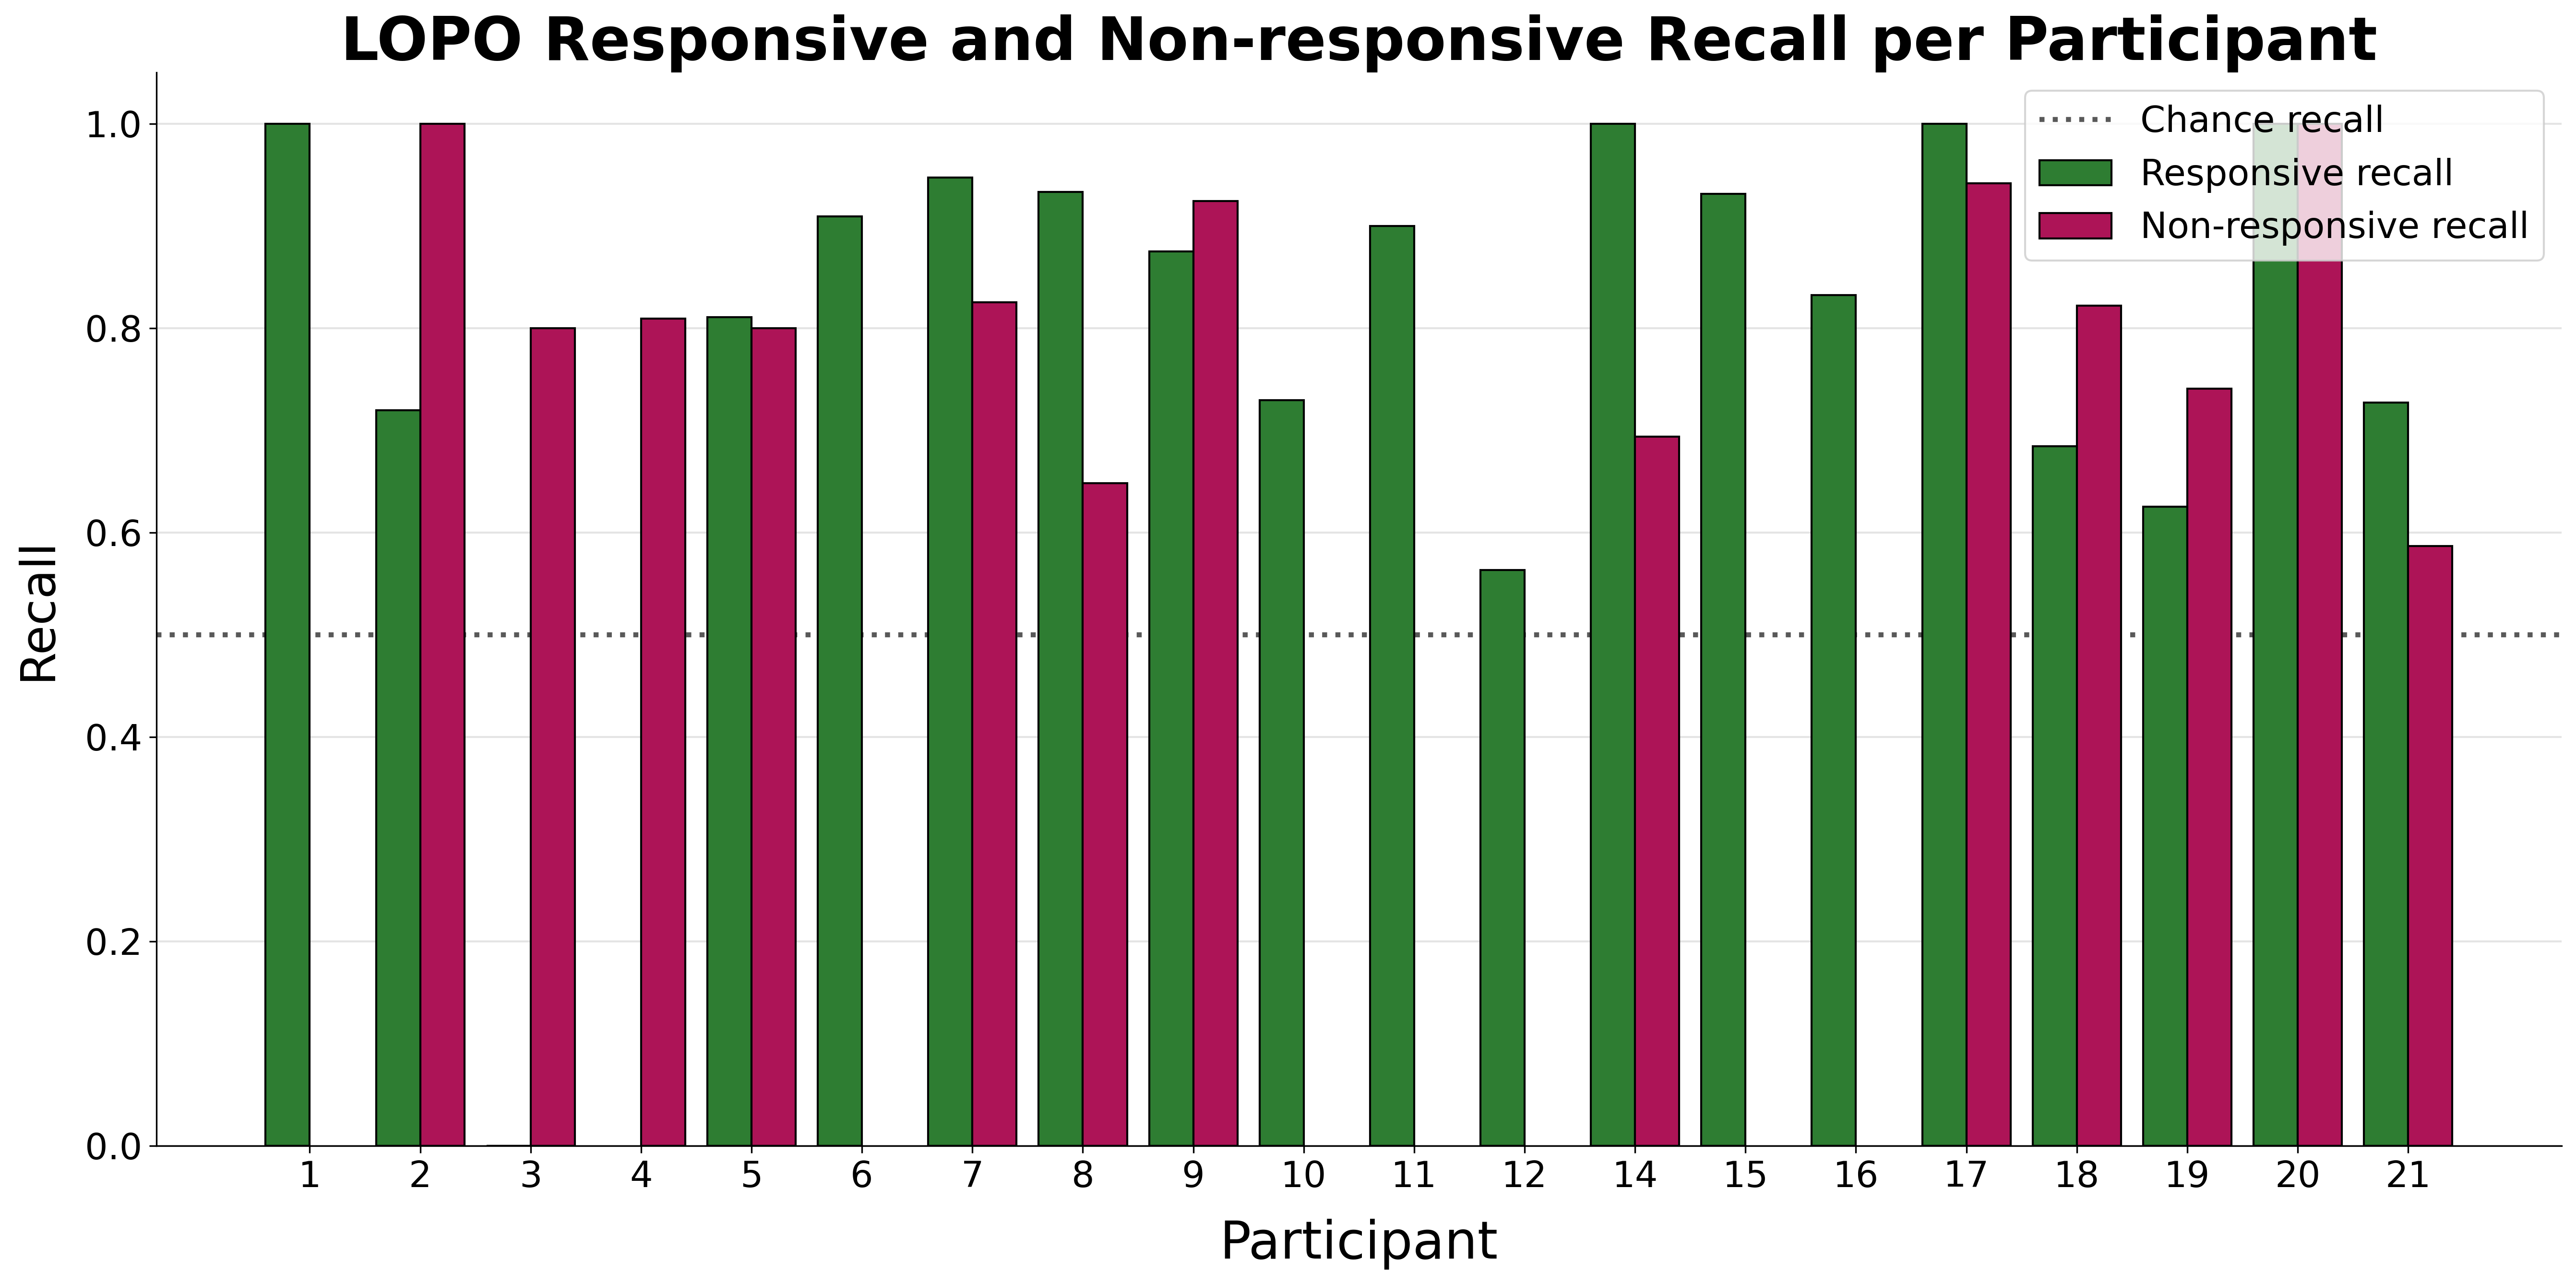 LOPO Responsive and Non-responsive Recall per Participant
Chance recall
Responsive recall
Non-responsive recall
Recall
1.0
0.8
0.6
0.4
0.2
0.0
1 2 3 4 5 6 7 8 9 10 11 12 14 15 16 17 18 19 20 21
Participant